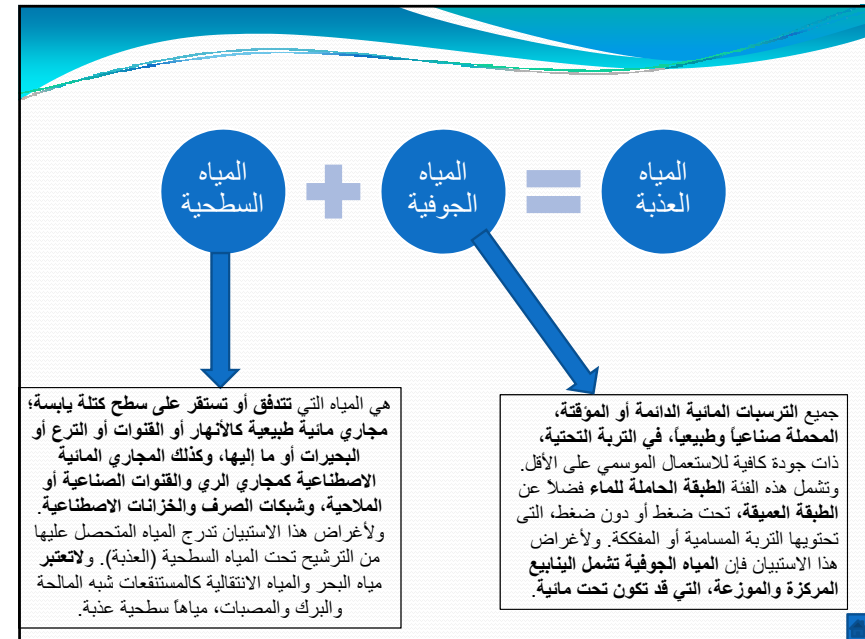 المياه
السطحية
+
المياه
الجوفية
=
المياه
العذبة
هي المياه التي تتدفق أو تستقر على سطح كتلة يابسة؛
مجاري مائية طبيعية كالأنهار أو القنوات أو الترع أو
البحيرات أو ما إليها، وكذلك المجاري المائية
الاصطناعية كمجاري الري والقنوات الصناعية أو
الملاحية، وشبكات الصرف والخزانات الاصطناعية.
ولأغراض هذا الاستبيان تدرج المياه المتحصل عليها
من الترشيح تحت المياه السطحية (العذبة). ولاتعتبر
مياه البحر والمياه الانتقالية كالمستنقعات شبه المالحة
والبرك والمصبات، مياهاً سطحية عذبة.
جميع الترسبات المائية الدائمة أو المؤقتة،
المحملة صناعياً وطبيعياً، في التربة التحتية،
ذات جودة كافية للاستعمال الموسمي على الأقل.
وتشمل هذه الفئة الطبقة الحاملة للماء فضلاً عن
الطبقة العميقة، تحت ضغط أو دون ضغط، التى
تحتويها التربة المسامية أو المفككة. ولأغراض
هذا الاستبيان فإن المياه الجوفية تشمل الينابيع
المركزة والموزعة، التي قد تكون تحت مائية.